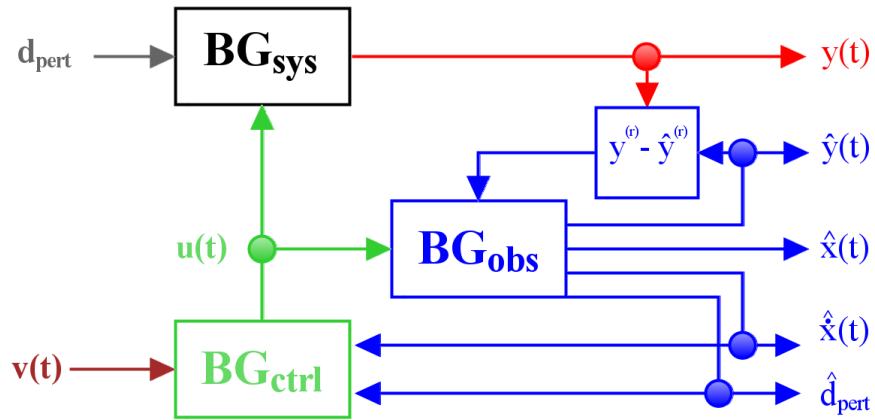 d_pert BG_sys y(t)
y^(r) - ŷ^(r) ŷ(t)
u(t) BG_obs x̂(t)
v(t) BG_ctrl ẋ̂(t)
d̂_pert